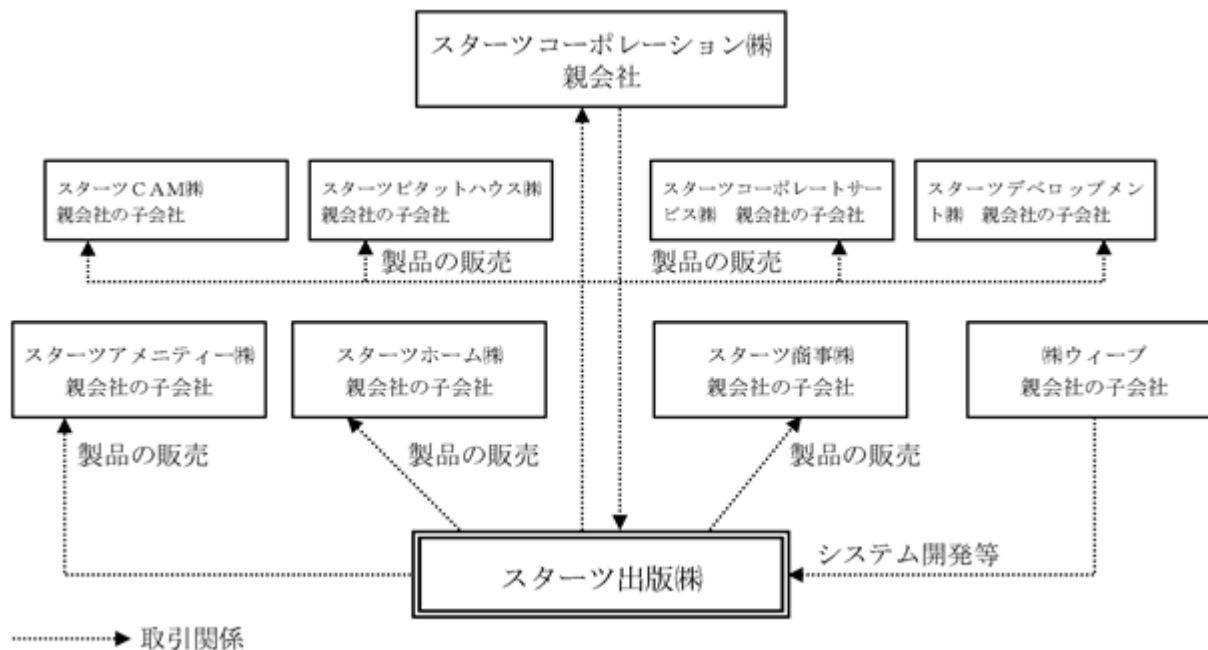 スターツコーポレーション㈱
親会社
スターツCAM㈱
親会社の子会社
スターツピタットハウス㈱
親会社の子会社
スターツコーポレートサー
ビス㈱　親会社の子会社
スターツデベロップメン
ト㈱　親会社の子会社
製品の販売
製品の販売
スターツアメニティー㈱
親会社の子会社
スターツホーム㈱
親会社の子会社
スターツ商事㈱
親会社の子会社
㈱ウィーブ
親会社の子会社
製品の販売
製品の販売
製品の販売
システム開発等
スターツ出版㈱
取引関係